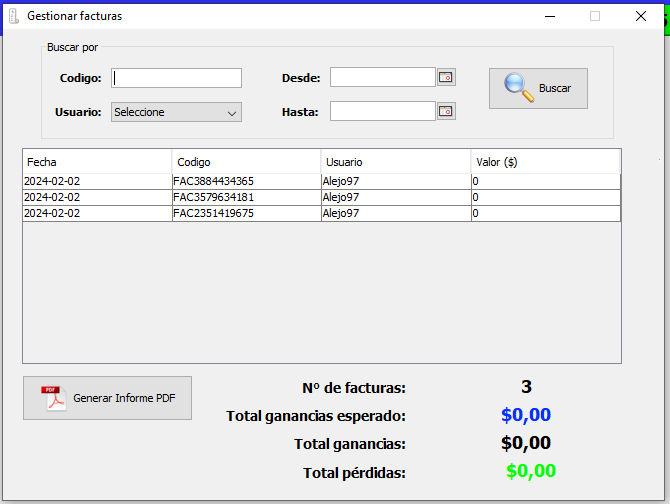 Gestionar facturas
Buscar por
Codigo:
Desde:
Buscar
Usuario:
Seleccione
Hasta:
Fecha Codigo Usuario Valor ($)
2024-02-02 FAC3884434365 Alejo97 0
2024-02-02 FAC3579634181 Alejo97 0
2024-02-02 FAC2351419675 Alejo97 0
PDF
Generar Informe PDF
Nº de facturas: 3
Total ganancias esperado: $0,00
Total ganancias: $0,00
Total pérdidas: $0,00